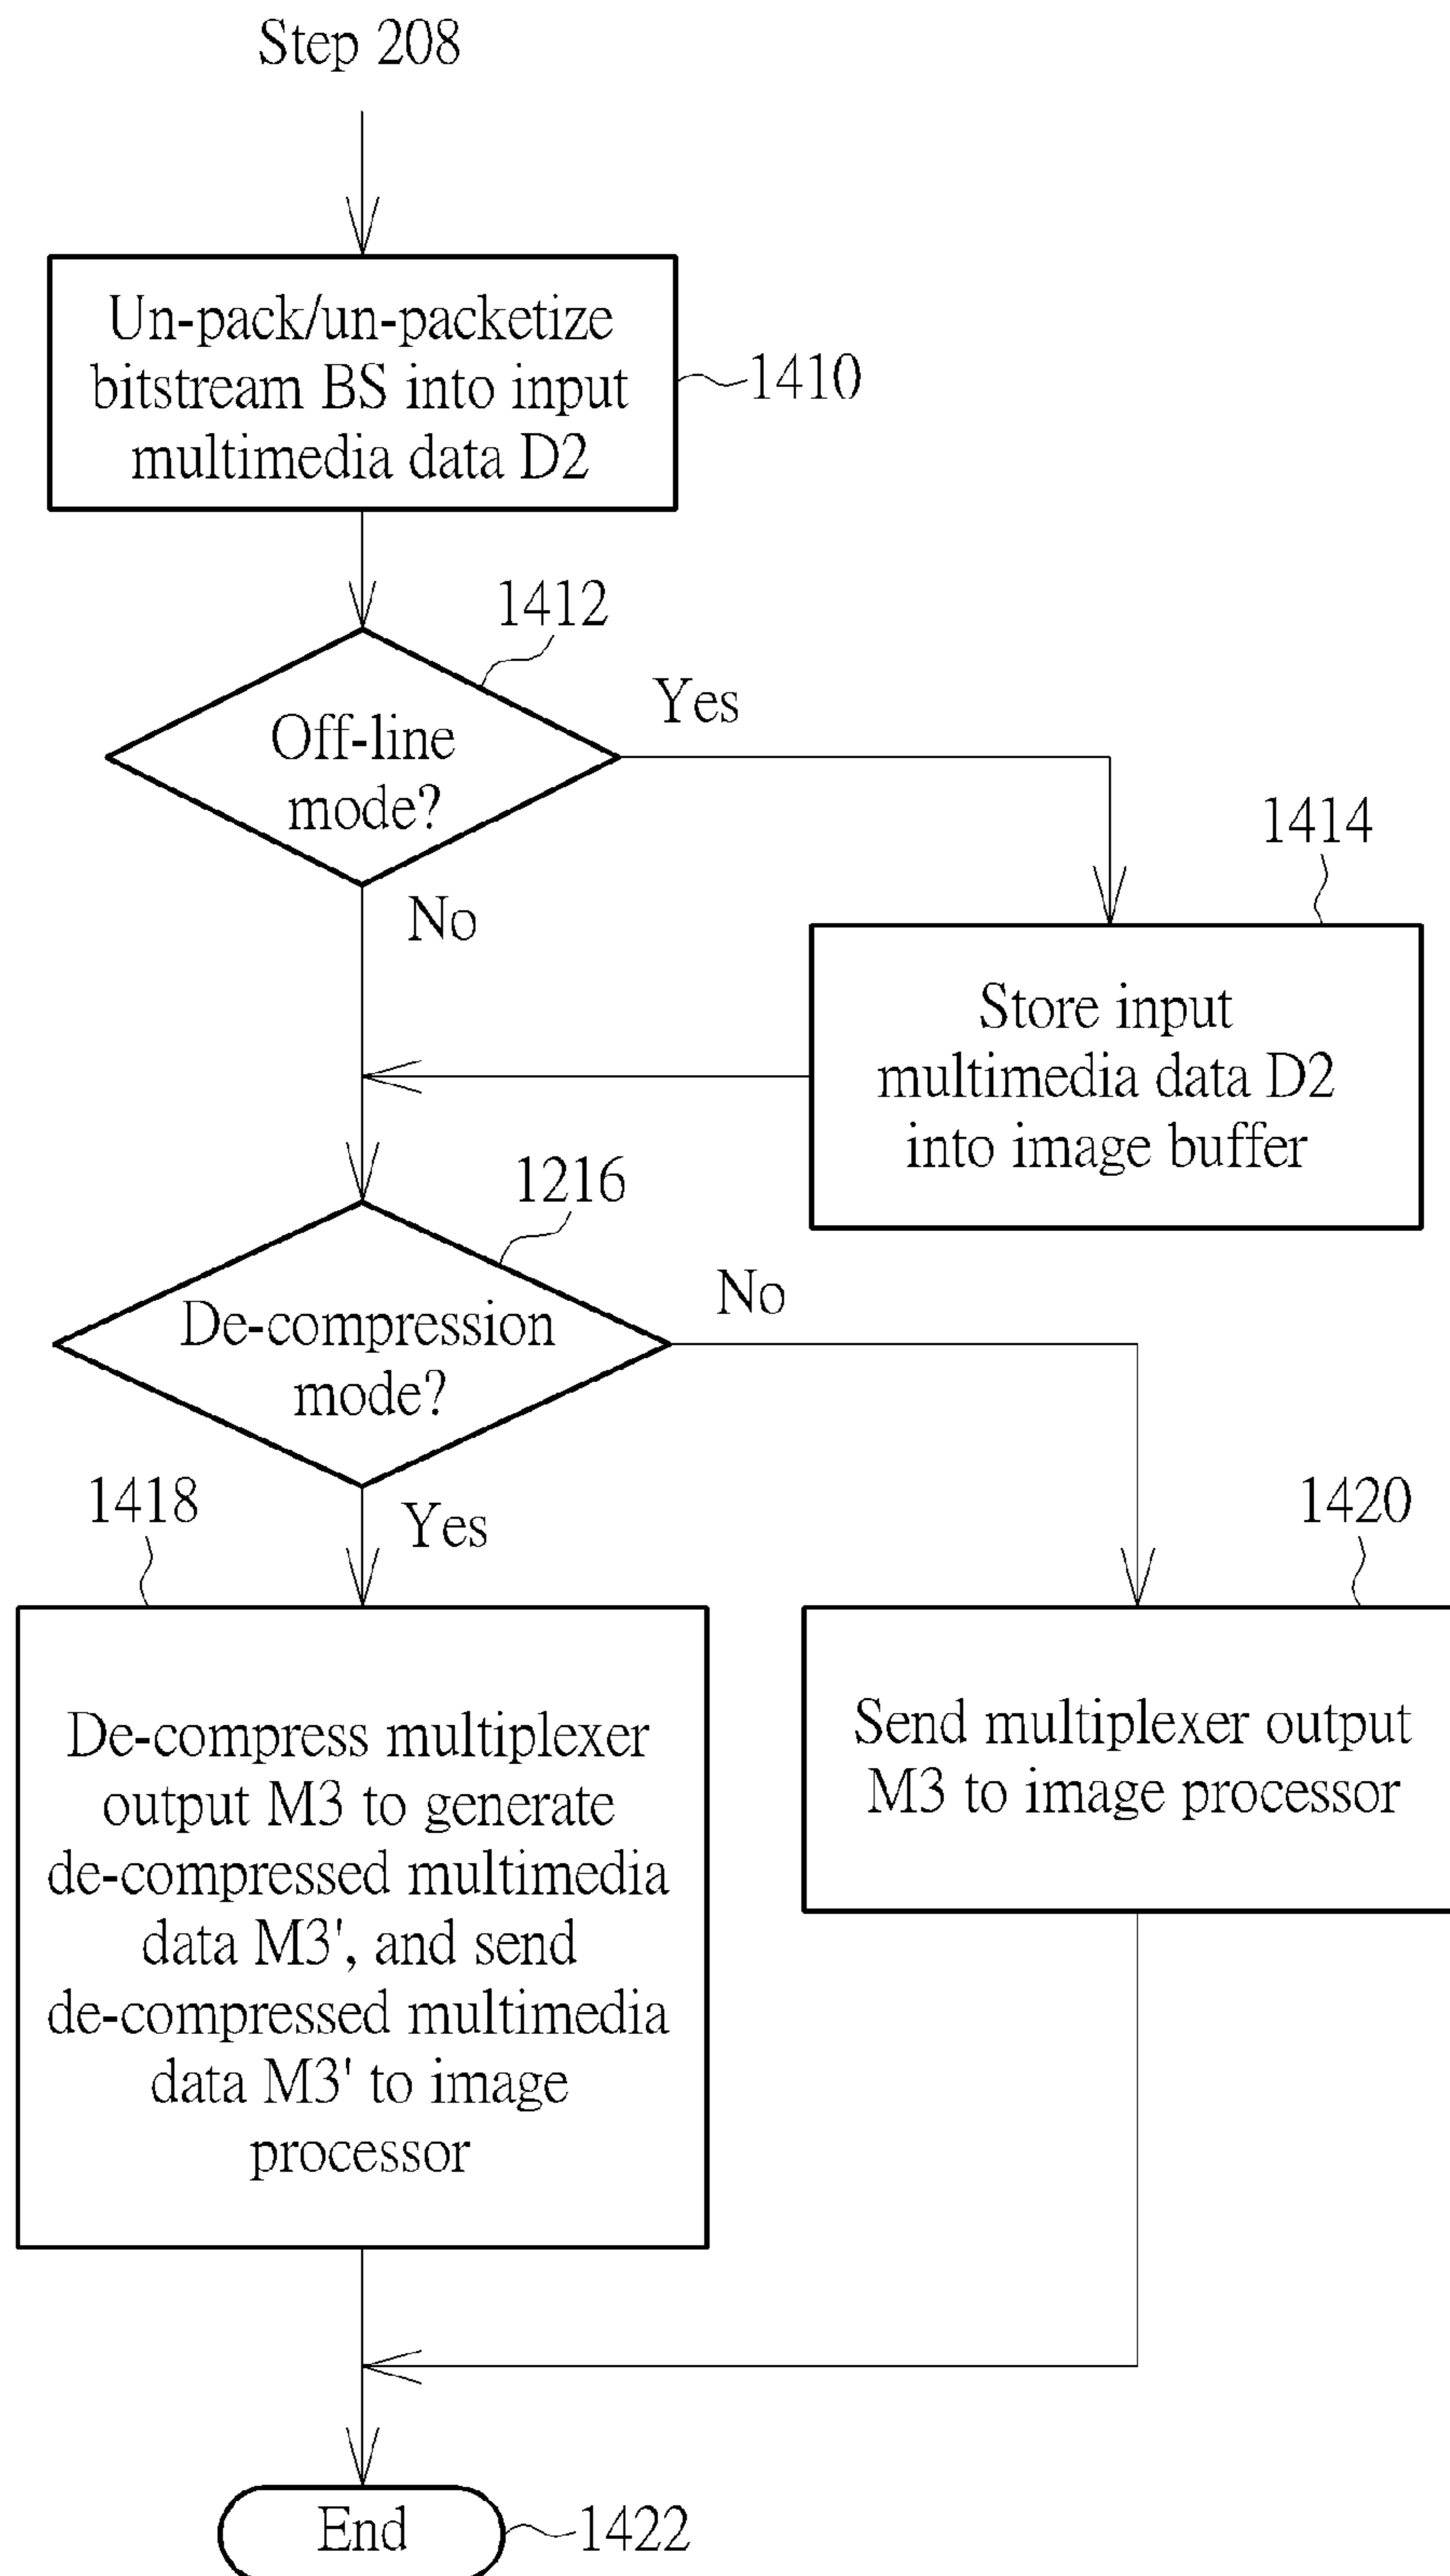 Step 208
Un-pack/un-packetize
bitstream BS into input
multimedia data D2
1410
1412
Off-line
mode?
Yes
No
1414
Store input
multimedia data D2
into image buffer
1216
De-compression
mode?
No
Yes
1418
De-compress multiplexer
output M3 to generate
de-compressed multimedia
data M3', and send
de-compressed multimedia
data M3' to image
processor
1420
Send multiplexer output
M3 to image processor
End
1422